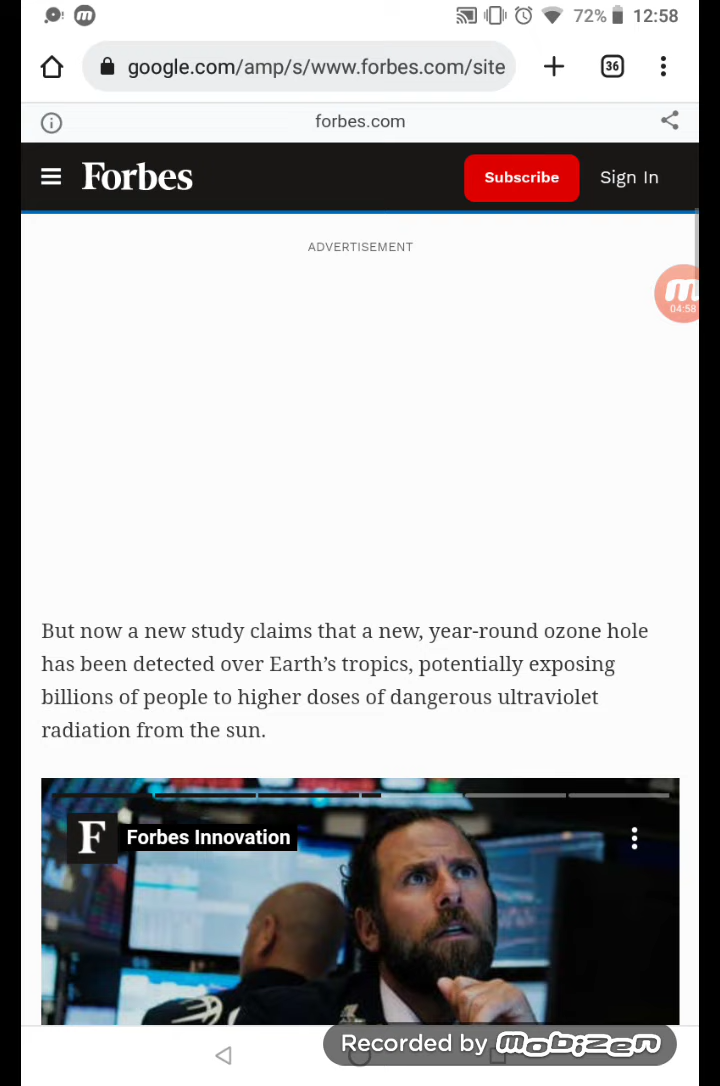 m 72% 12:58
google.com/amp/s/www.forbes.com/site 36
forbes.com
Forbes Subscribe Sign In
ADVERTISEMENT
m
04:58
But now a new study claims that a new, year-round ozone hole
has been detected over Earth’s tropics, potentially exposing
billions of people to higher doses of dangerous ultraviolet
radiation from the sun.
F Forbes Innovation
Recorded by mobizen